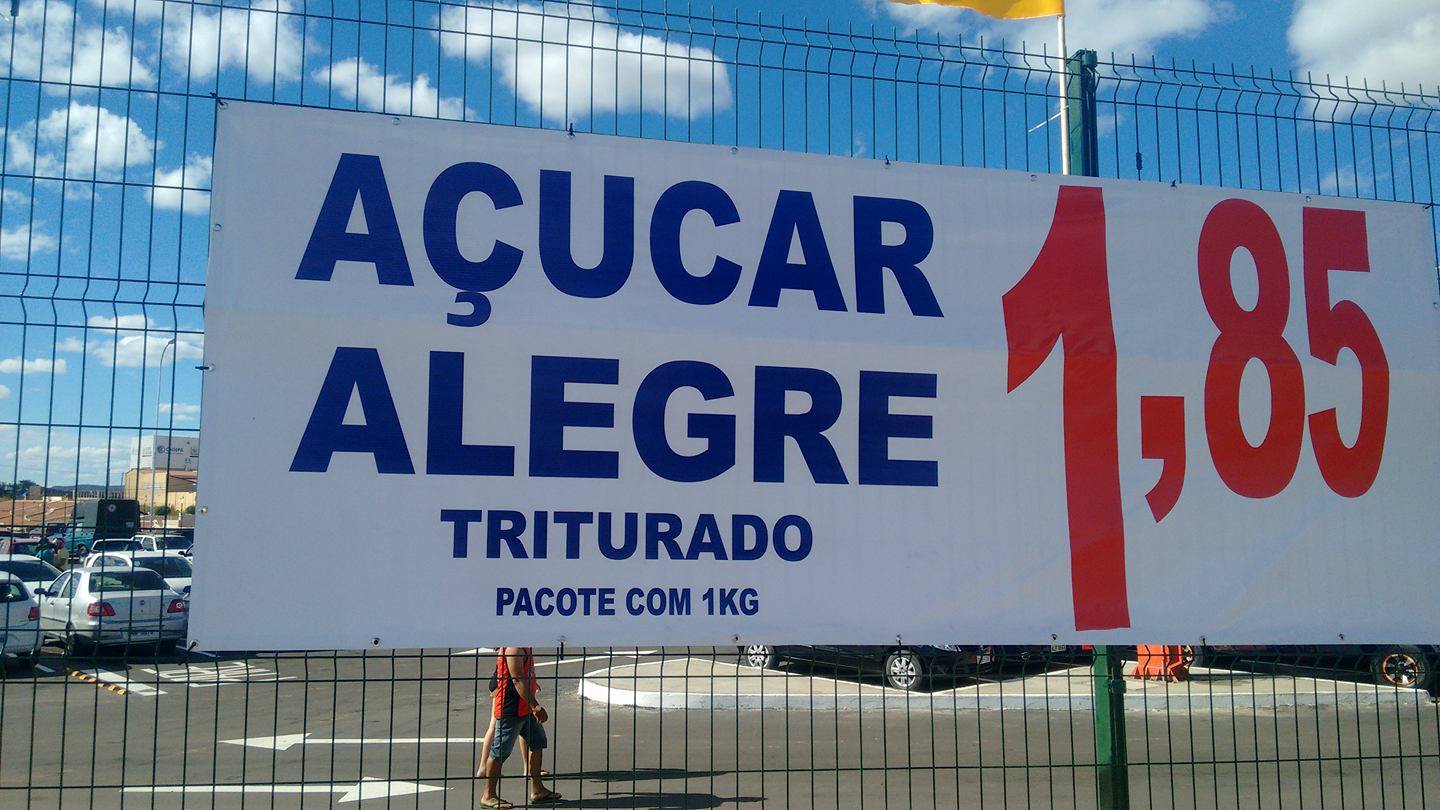 AÇUCAR
ALEGRE
TRITURADO
PACOTE COM 1KG
1,85